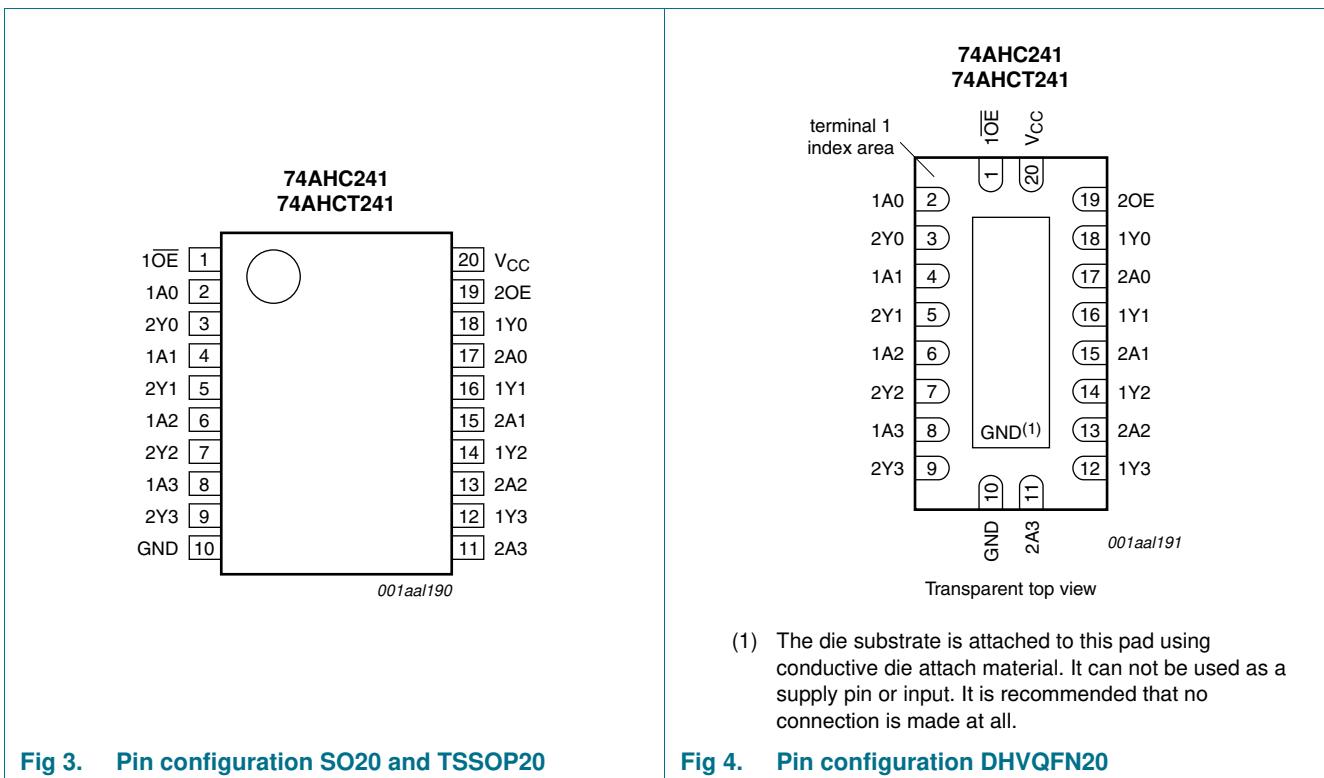 74AHC241
74AHCT241
1OE 1
1A0 2
2Y0 3
1A1 4
2Y1 5
1A2 6
2Y2 7
1A3 8
2Y3 9
GND 10
20 VCC
19 2OE
18 1Y0
17 2A0
16 1Y1
15 2A1
14 1Y2
13 2A2
12 1Y3
11 2A3
001aal190
Fig 3. Pin configuration SO20 and TSSOP20
74AHC241
74AHCT241
terminal 1
index area
1OE
VCC
1
20
1A0 2
2Y0 3
1A1 4
2Y1 5
1A2 6
2Y2 7
1A3 8
2Y3 9
19 2OE
18 1Y0
17 2A0
16 1Y1
15 2A1
14 1Y2
13 2A2
12 1Y3
GND(1)
10
11
GND
2A3
001aal191
Transparent top view
(1) The die substrate is attached to this pad using
conductive die attach material. It can not be used as a
supply pin or input. It is recommended that no
connection is made at all.
Fig 4. Pin configuration DHVQFN20